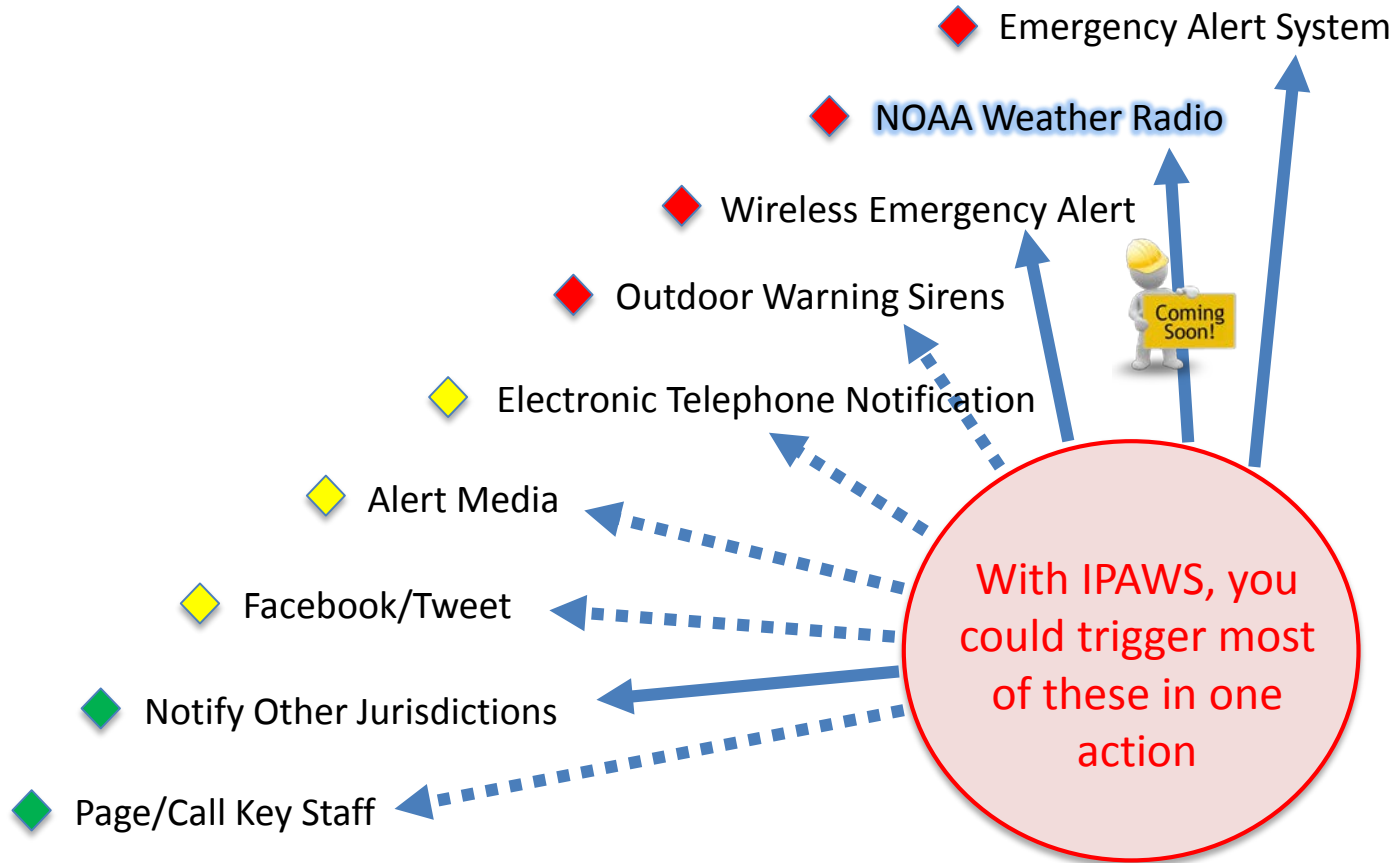 Emergency Alert System
NOAA Weather Radio
Wireless Emergency Alert
Outdoor Warning Sirens
Coming
Soon!
Electronic Telephone Notification
Alert Media
Facebook/Tweet
Notify Other Jurisdictions
Page/Call Key Staff
With IPAWS, you
could trigger most
of these in one
action